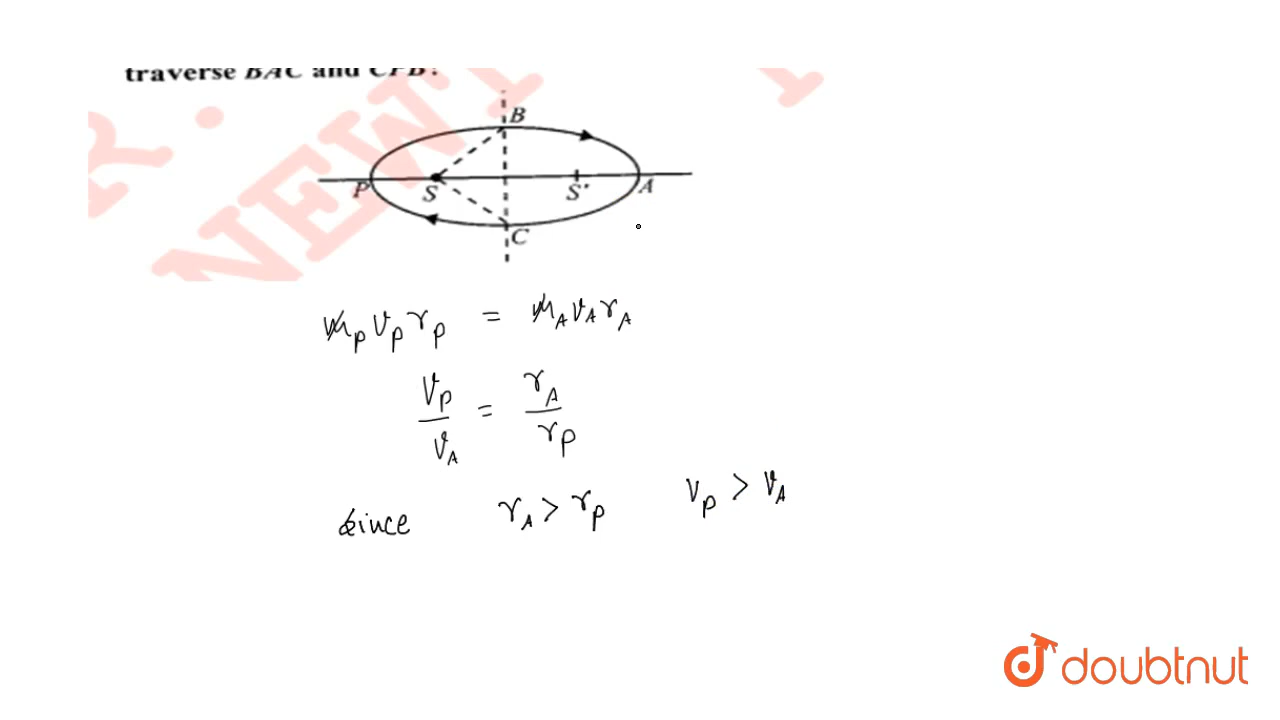 traverse BAC and CPB?
B
P S S' A
C
m_P V_P r_P = m_A v_A r_A
V_P / v_A = r_A / r_P
since r_A > r_P V_P > v_A
doubtnut